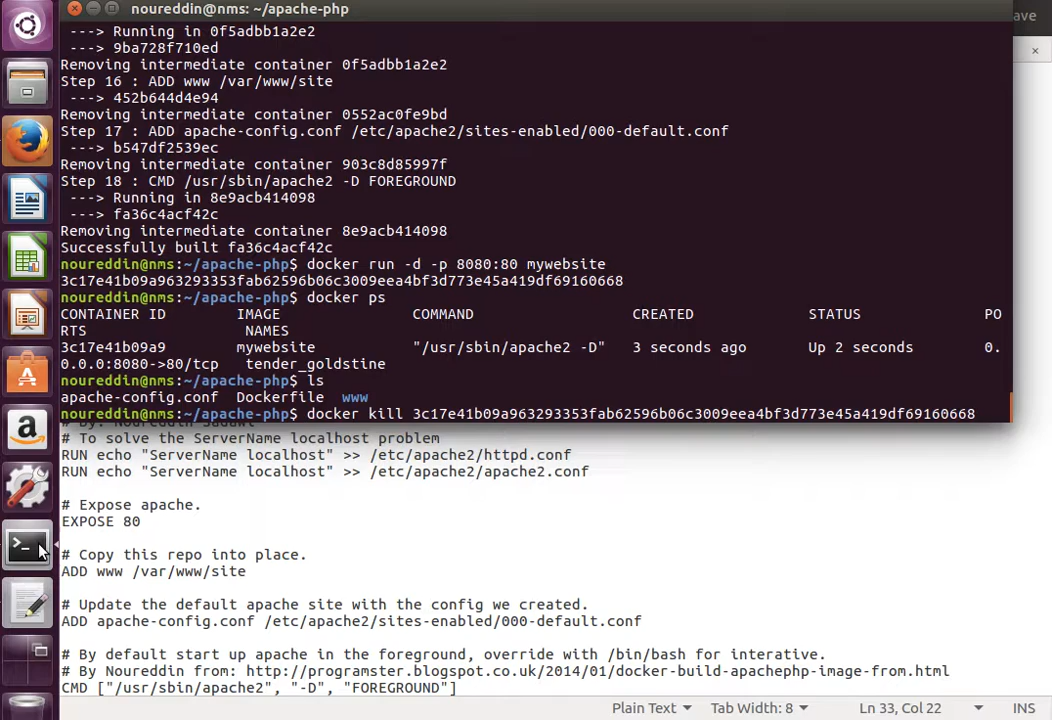 noureddin@nms: ~/apache-php
ave
---> Running in 0f5adbb1a2e2
---> 9ba728f710ed
Removing intermediate container 0f5adbb1a2e2
Step 16 : ADD www /var/www/site
---> 452b644d4e94
Removing intermediate container 0552ac0fe9bd
Step 17 : ADD apache-config.conf /etc/apache2/sites-enabled/000-default.conf
---> b547df2539ec
Removing intermediate container 903c8d85997f
Step 18 : CMD /usr/sbin/apache2 -D FOREGROUND
---> Running in 8e9acb414098
---> fa36c4acf42c
Removing intermediate container 8e9acb414098
Successfully built fa36c4acf42c
noureddin@nms:~/apache-php$ docker run -d -p 8080:80 mywebsite
3c17e41b09a963293353fab62596b06c3009eea4bf3d773e45a419df69160668
noureddin@nms:~/apache-php$ docker ps
CONTAINER ID IMAGE COMMAND CREATED STATUS PO
RTS NAMES
3c17e41b09a9 mywebsite "/usr/sbin/apache2 -D" 3 seconds ago Up 2 seconds 0.
0.0.0:8080->80/tcp tender_goldstine
noureddin@nms:~/apache-php$ ls
apache-config.conf Dockerfile www
noureddin@nms:~/apache-php$ docker kill 3c17e41b09a963293353fab62596b06c3009eea4bf3d773e45a419df69160668
# To solve the ServerName localhost problem
RUN echo "ServerName localhost" >> /etc/apache2/httpd.conf
RUN echo "ServerName localhost" >> /etc/apache2/apache2.conf
# Expose apache.
EXPOSE 80
# Copy this repo into place.
ADD www /var/www/site
# Update the default apache site with the config we created.
ADD apache-config.conf /etc/apache2/sites-enabled/000-default.conf
# By default start up apache in the foreground, override with /bin/bash for interative.
# By Noureddin from: http://programster.blogspot.co.uk/2014/01/docker-build-apachephp-image-from.html
CMD ["/usr/sbin/apache2", "-D", "FOREGROUND"]
Plain Text Tab Width: 8 Ln 33, Col 22 INS